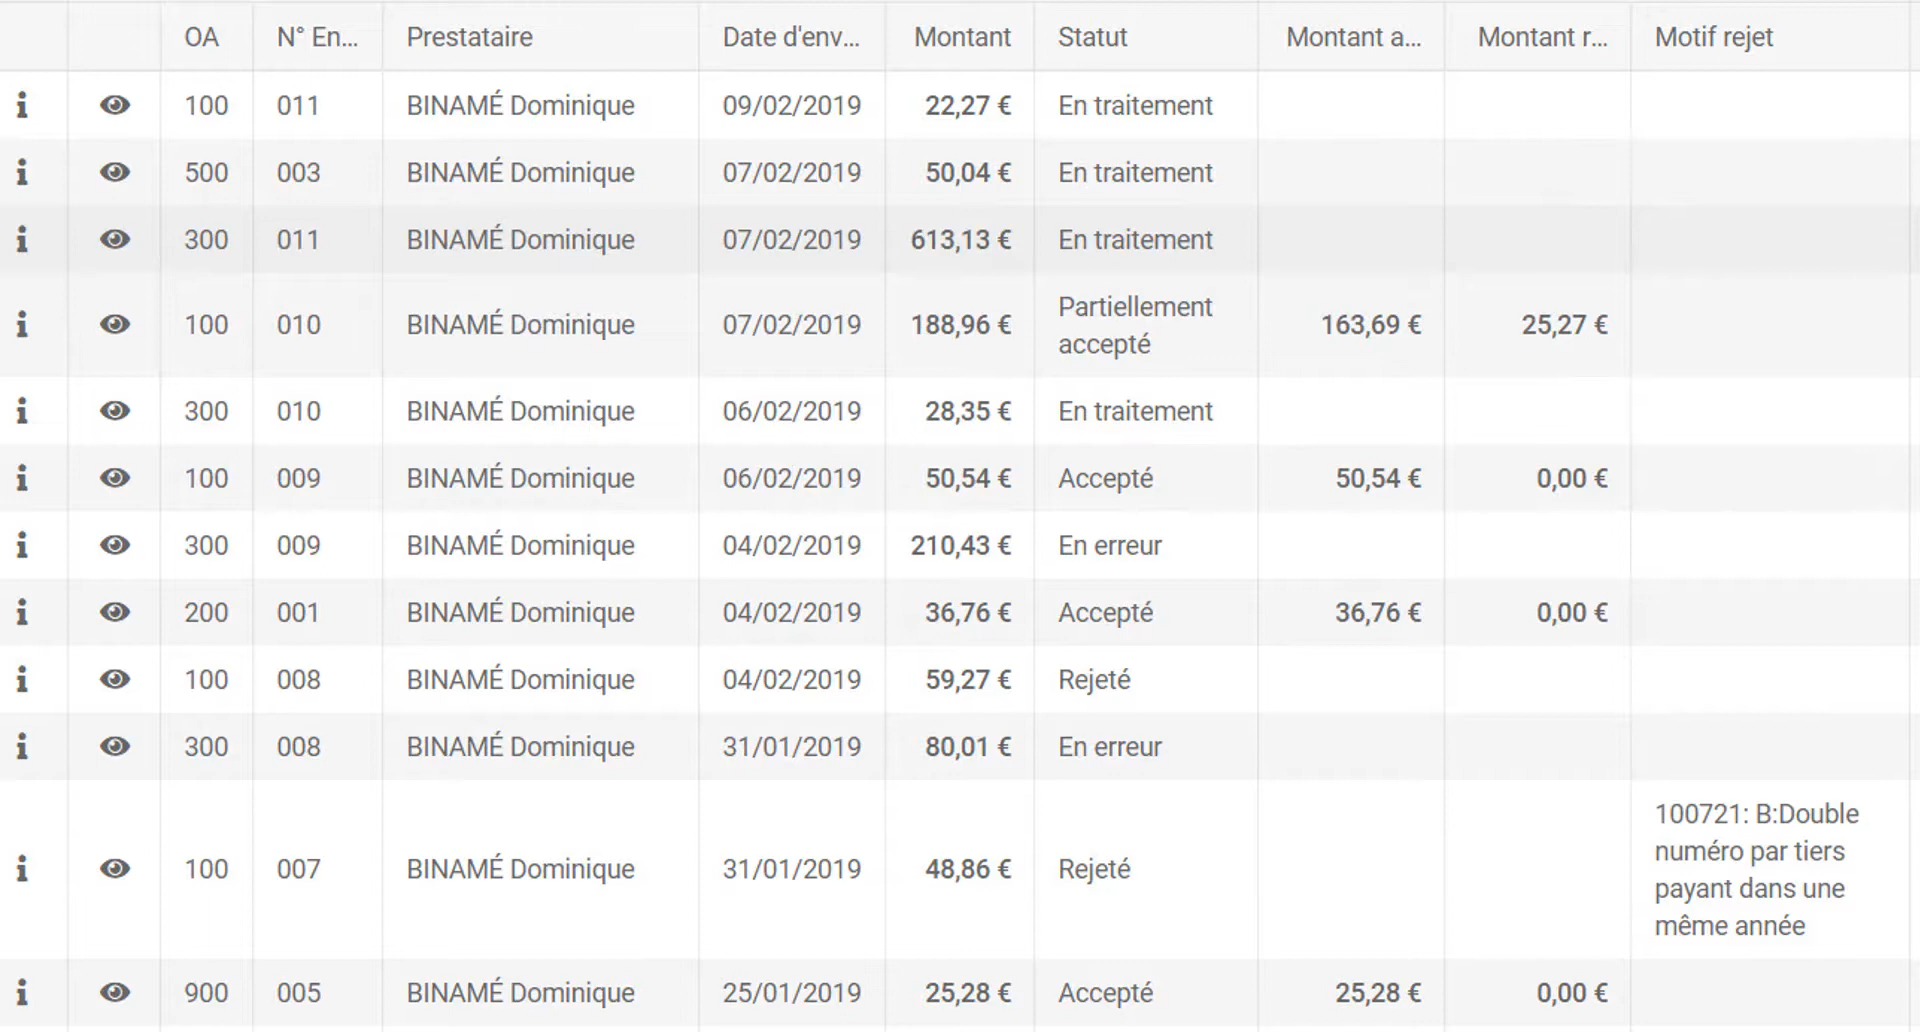 OA N° En... Prestataire Date d'env... Montant Statut Montant a... Montant r... Motif rejet
100 011 BINAMÉ Dominique 09/02/2019 22,27 € En traitement
500 003 BINAMÉ Dominique 07/02/2019 50,04 € En traitement
300 011 BINAMÉ Dominique 07/02/2019 613,13 € En traitement
100 010 BINAMÉ Dominique 07/02/2019 188,96 € Partiellement
accepté 163,69 € 25,27 €
300 010 BINAMÉ Dominique 06/02/2019 28,35 € En traitement
100 009 BINAMÉ Dominique 06/02/2019 50,54 € Accepté 50,54 € 0,00 €
300 009 BINAMÉ Dominique 04/02/2019 210,43 € En erreur
200 001 BINAMÉ Dominique 04/02/2019 36,76 € Accepté 36,76 € 0,00 €
100 008 BINAMÉ Dominique 04/02/2019 59,27 € Rejeté
300 008 BINAMÉ Dominique 31/01/2019 80,01 € En erreur
100 007 BINAMÉ Dominique 31/01/2019 48,86 € Rejeté 100721: B:Double
numéro par tiers
payant dans une
même année
900 005 BINAMÉ Dominique 25/01/2019 25,28 € Accepté 25,28 € 0,00 €